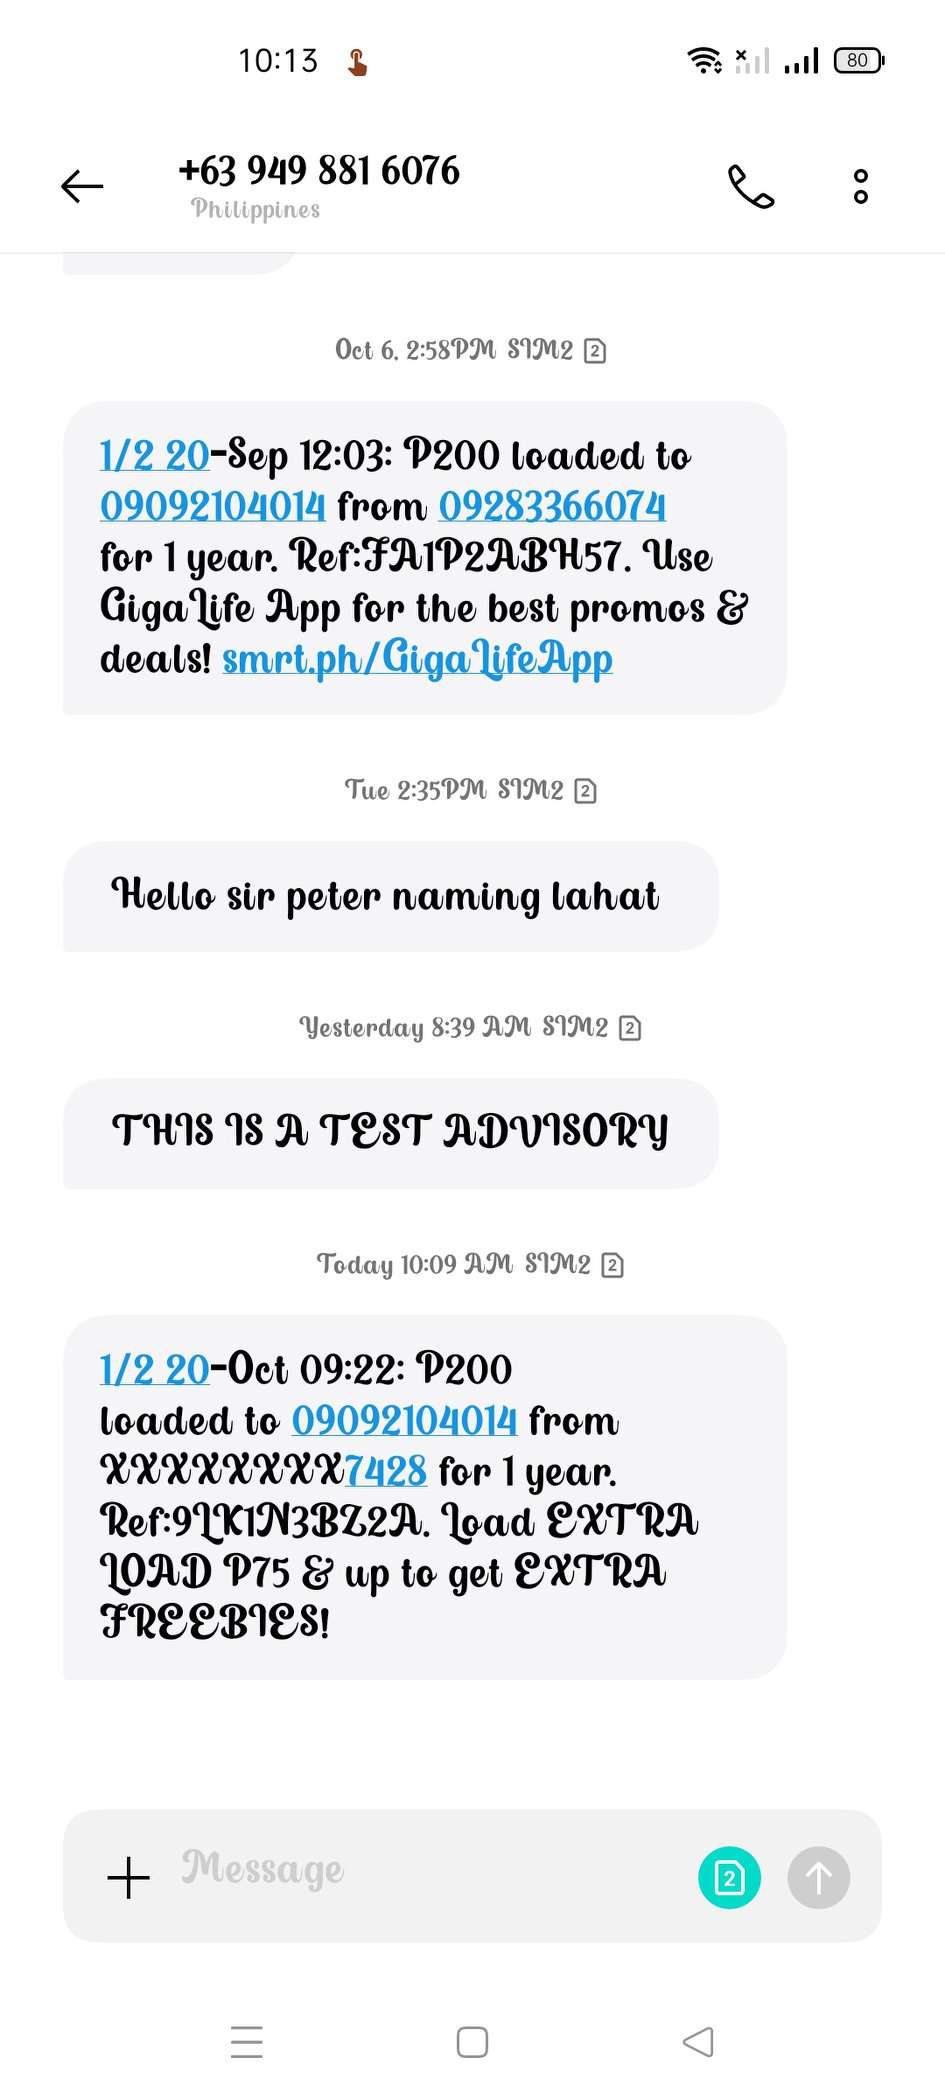 10:13
80
+63 949 881 6076
Philippines
Oct 6, 2:58PM SIM2 2
1/2 20-Sep 12:03: P200 loaded to
09092104014 from 09283366074
for 1 year. Ref:FA1P2ABH57. Use
GigaLife App for the best promos &
deals! smrt.ph/GigaLifeApp
Tue 2:35PM SIM2 2
Hello sir peter naming lahat
Yesterday 8:39 AM SIM2 2
THIS IS A TEST ADVISORY
Today 10:09 AM SIM2 2
1/2 20-Oct 09:22: P200
loaded to 09092104014 from
XXXXXXXX7428 for 1 year.
Ref:9LK1N3BZ2A. Load EXTRA
LOAD P75 & up to get EXTRA
FREEBIES!
Message
2